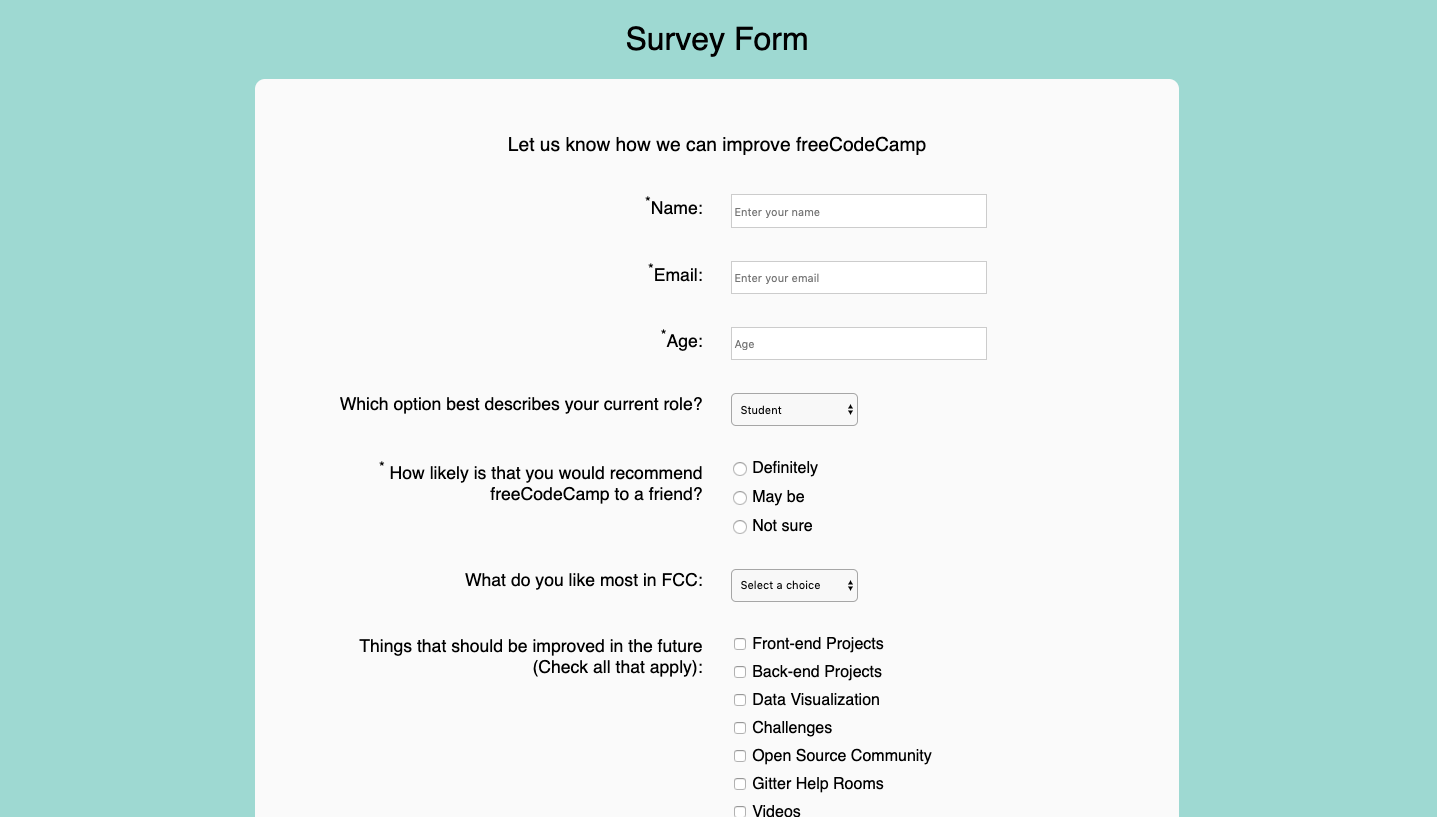 Survey Form
Let us know how we can improve freeCodeCamp
*Name: Enter your name
*Email: Enter your email
*Age: Age
Which option best describes your current role? Student
* How likely is that you would recommend
freeCodeCamp to a friend?
Definitely
May be
Not sure
What do you like most in FCC: Select a choice
Things that should be improved in the future
(Check all that apply):
Front-end Projects
Back-end Projects
Data Visualization
Challenges
Open Source Community
Gitter Help Rooms
Videos